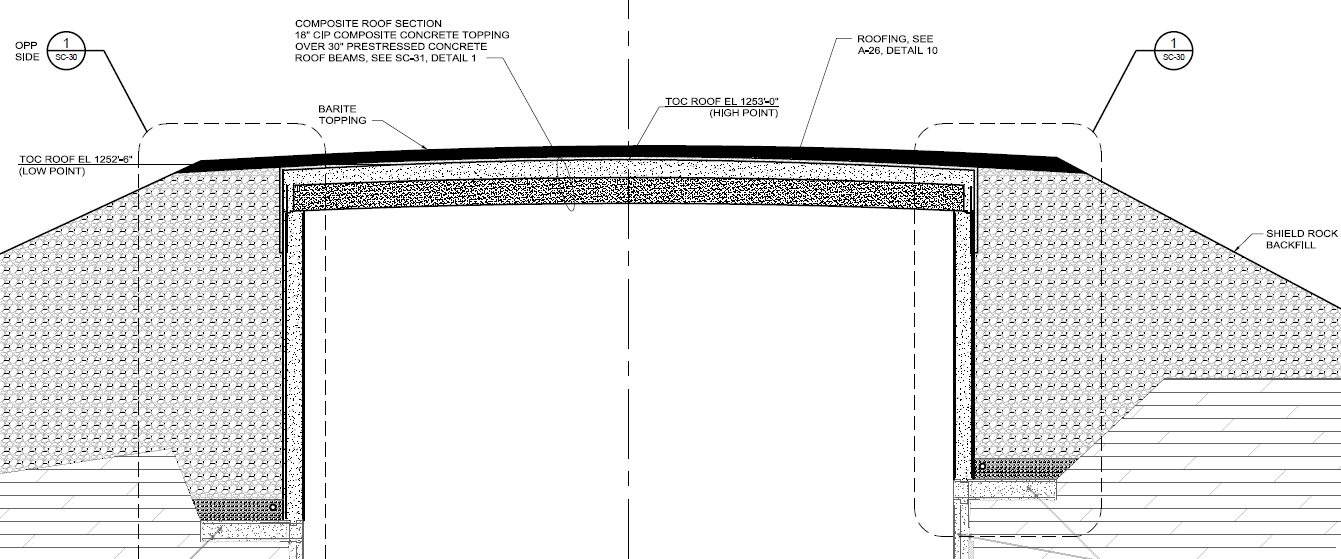 OPP
SIDE
1
SC-30
COMPOSITE ROOF SECTION
18" CIP COMPOSITE CONCRETE TOPPING
OVER 30" PRESTRESSED CONCRETE
ROOF BEAMS, SEE SC-31, DETAIL 1
ROOFING, SEE
A-26, DETAIL 10
1
SC-30
BARITE
TOPPING
TOC ROOF EL 1253'-0"
(HIGH POINT)
TOC ROOF EL 1252'-6"
(LOW POINT)
SHIELD ROCK
BACKFILL